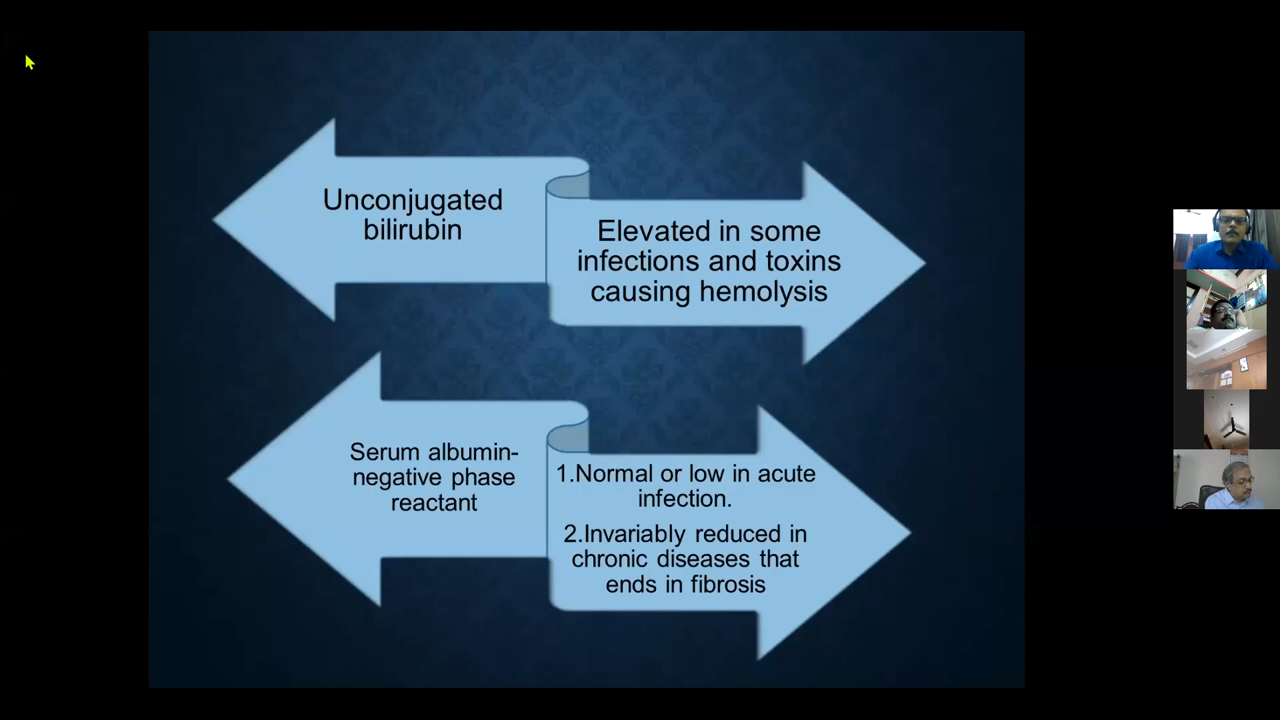 Unconjugated
bilirubin
Elevated in some
infections and toxins
causing hemolysis
Serum albumin-
negative phase
reactant
1.Normal or low in acute
infection.
2.Invariably reduced in
chronic diseases that
ends in fibrosis